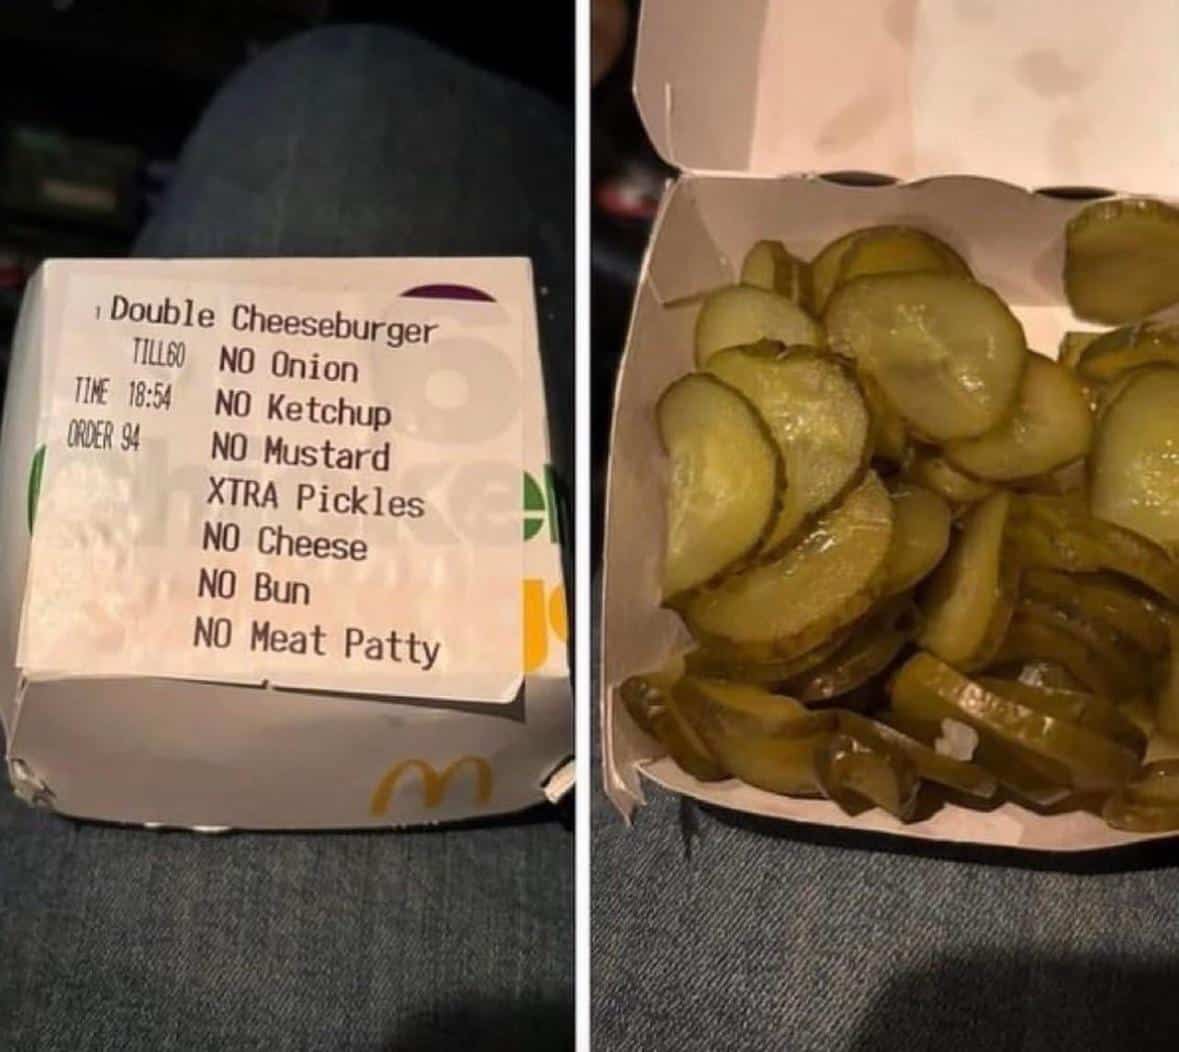 1 Double Cheeseburger
TILL60 NO Onion
TIME 18:54 NO Ketchup
ORDER 94 NO Mustard
XTRA Pickles
NO Cheese
NO Bun
NO Meat Patty